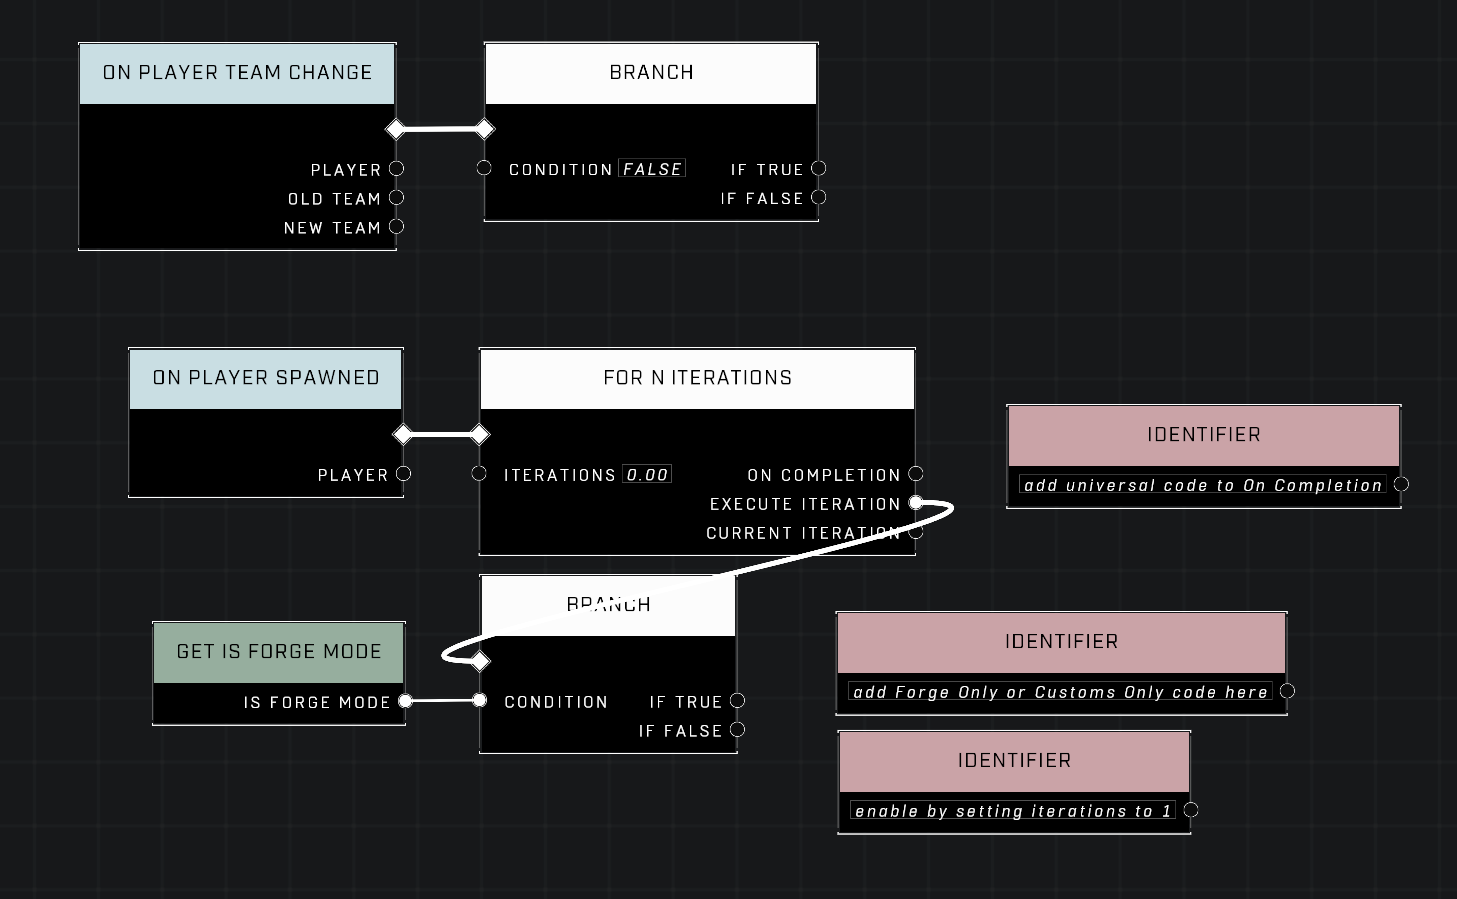 ON PLAYER TEAM CHANGE
PLAYER
OLD TEAM
NEW TEAM
BRANCH
CONDITION FALSE IF TRUE
IF FALSE
ON PLAYER SPAWNED
PLAYER
FOR N ITERATIONS
ITERATIONS 0.00 ON COMPLETION
EXECUTE ITERATION
CURRENT ITERATION
IDENTIFIER
add universal code to On Completion
GET IS FORGE MODE
IS FORGE MODE
BRANCH
CONDITION IF TRUE
IF FALSE
IDENTIFIER
add Forge Only or Customs Only code here
IDENTIFIER
enable by setting iterations to 1